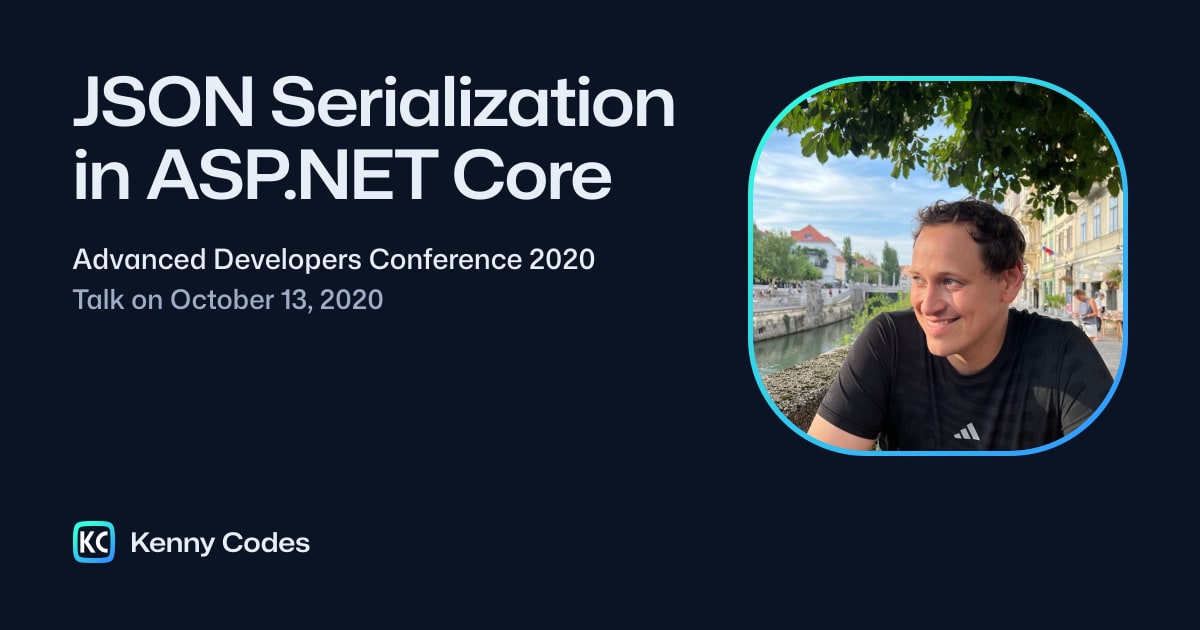 JSON Serialization
in ASP.NET Core
Advanced Developers Conference 2020
Talk on October 13, 2020
KC Kenny Codes